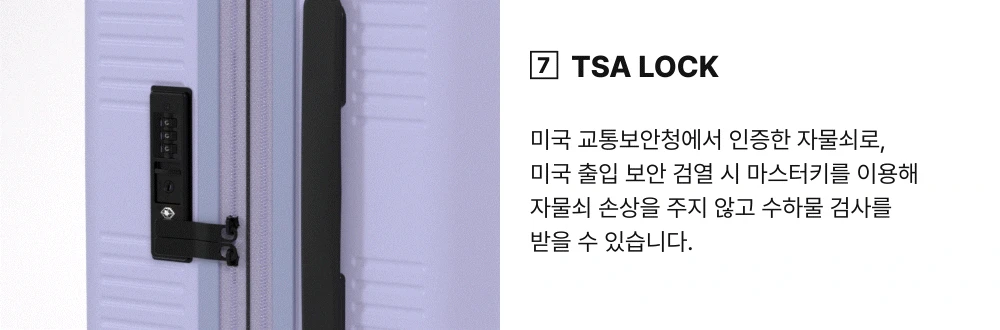 7 TSA LOCK
미국 교통보안청에서 인증한 자물쇠로,
미국 출입 보안 검열 시 마스터키를 이용해
자물쇠 손상을 주지 않고 수하물 검사를
받을 수 있습니다.